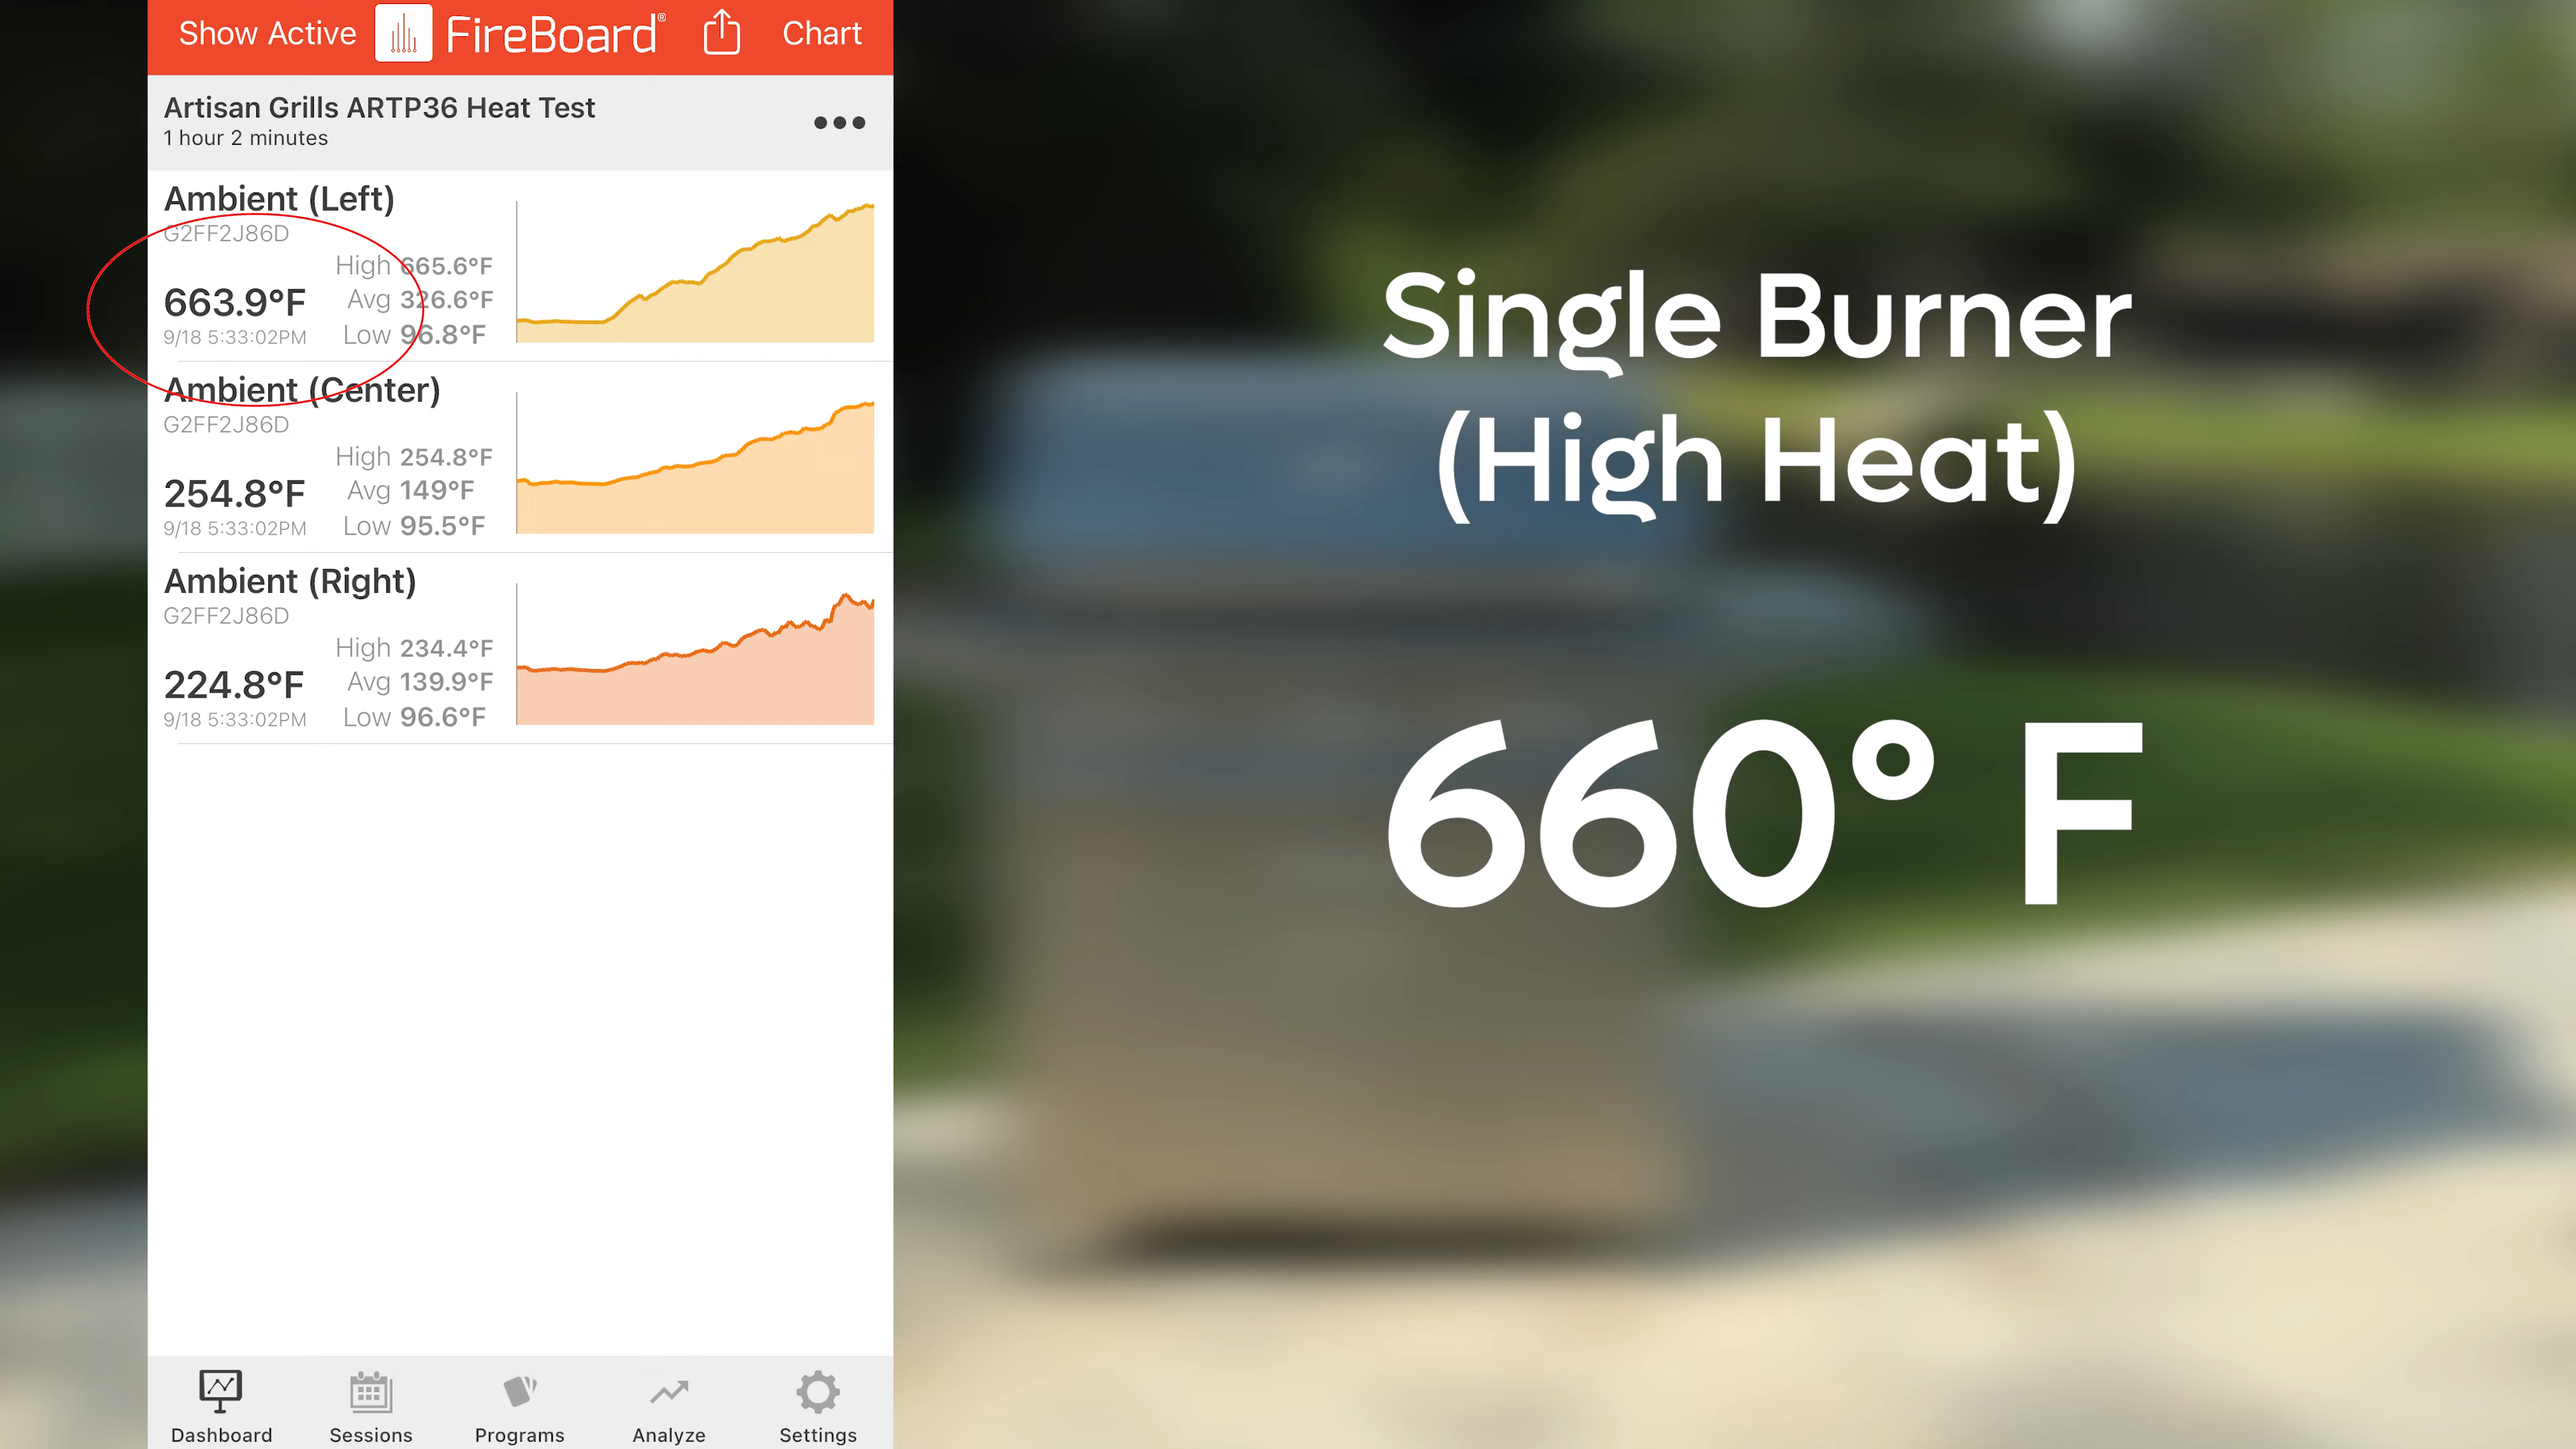 Show Active
FireBoard®
Chart
Artisan Grills ARTP36 Heat Test
1 hour 2 minutes
Ambient (Left)
G2FF2J86D
663.9°F
9/18 5:33:02PM
High 665.6°F
Avg 326.6°F
Low 96.8°F
Ambient (Center)
G2FF2J86D
254.8°F
9/18 5:33:02PM
High 254.8°F
Avg 149°F
Low 95.5°F
Ambient (Right)
G2FF2J86D
224.8°F
9/18 5:33:02PM
High 234.4°F
Avg 139.9°F
Low 96.6°F
Dashboard
Sessions
Programs
Analyze
Settings
Single Burner
(High Heat)
660° F